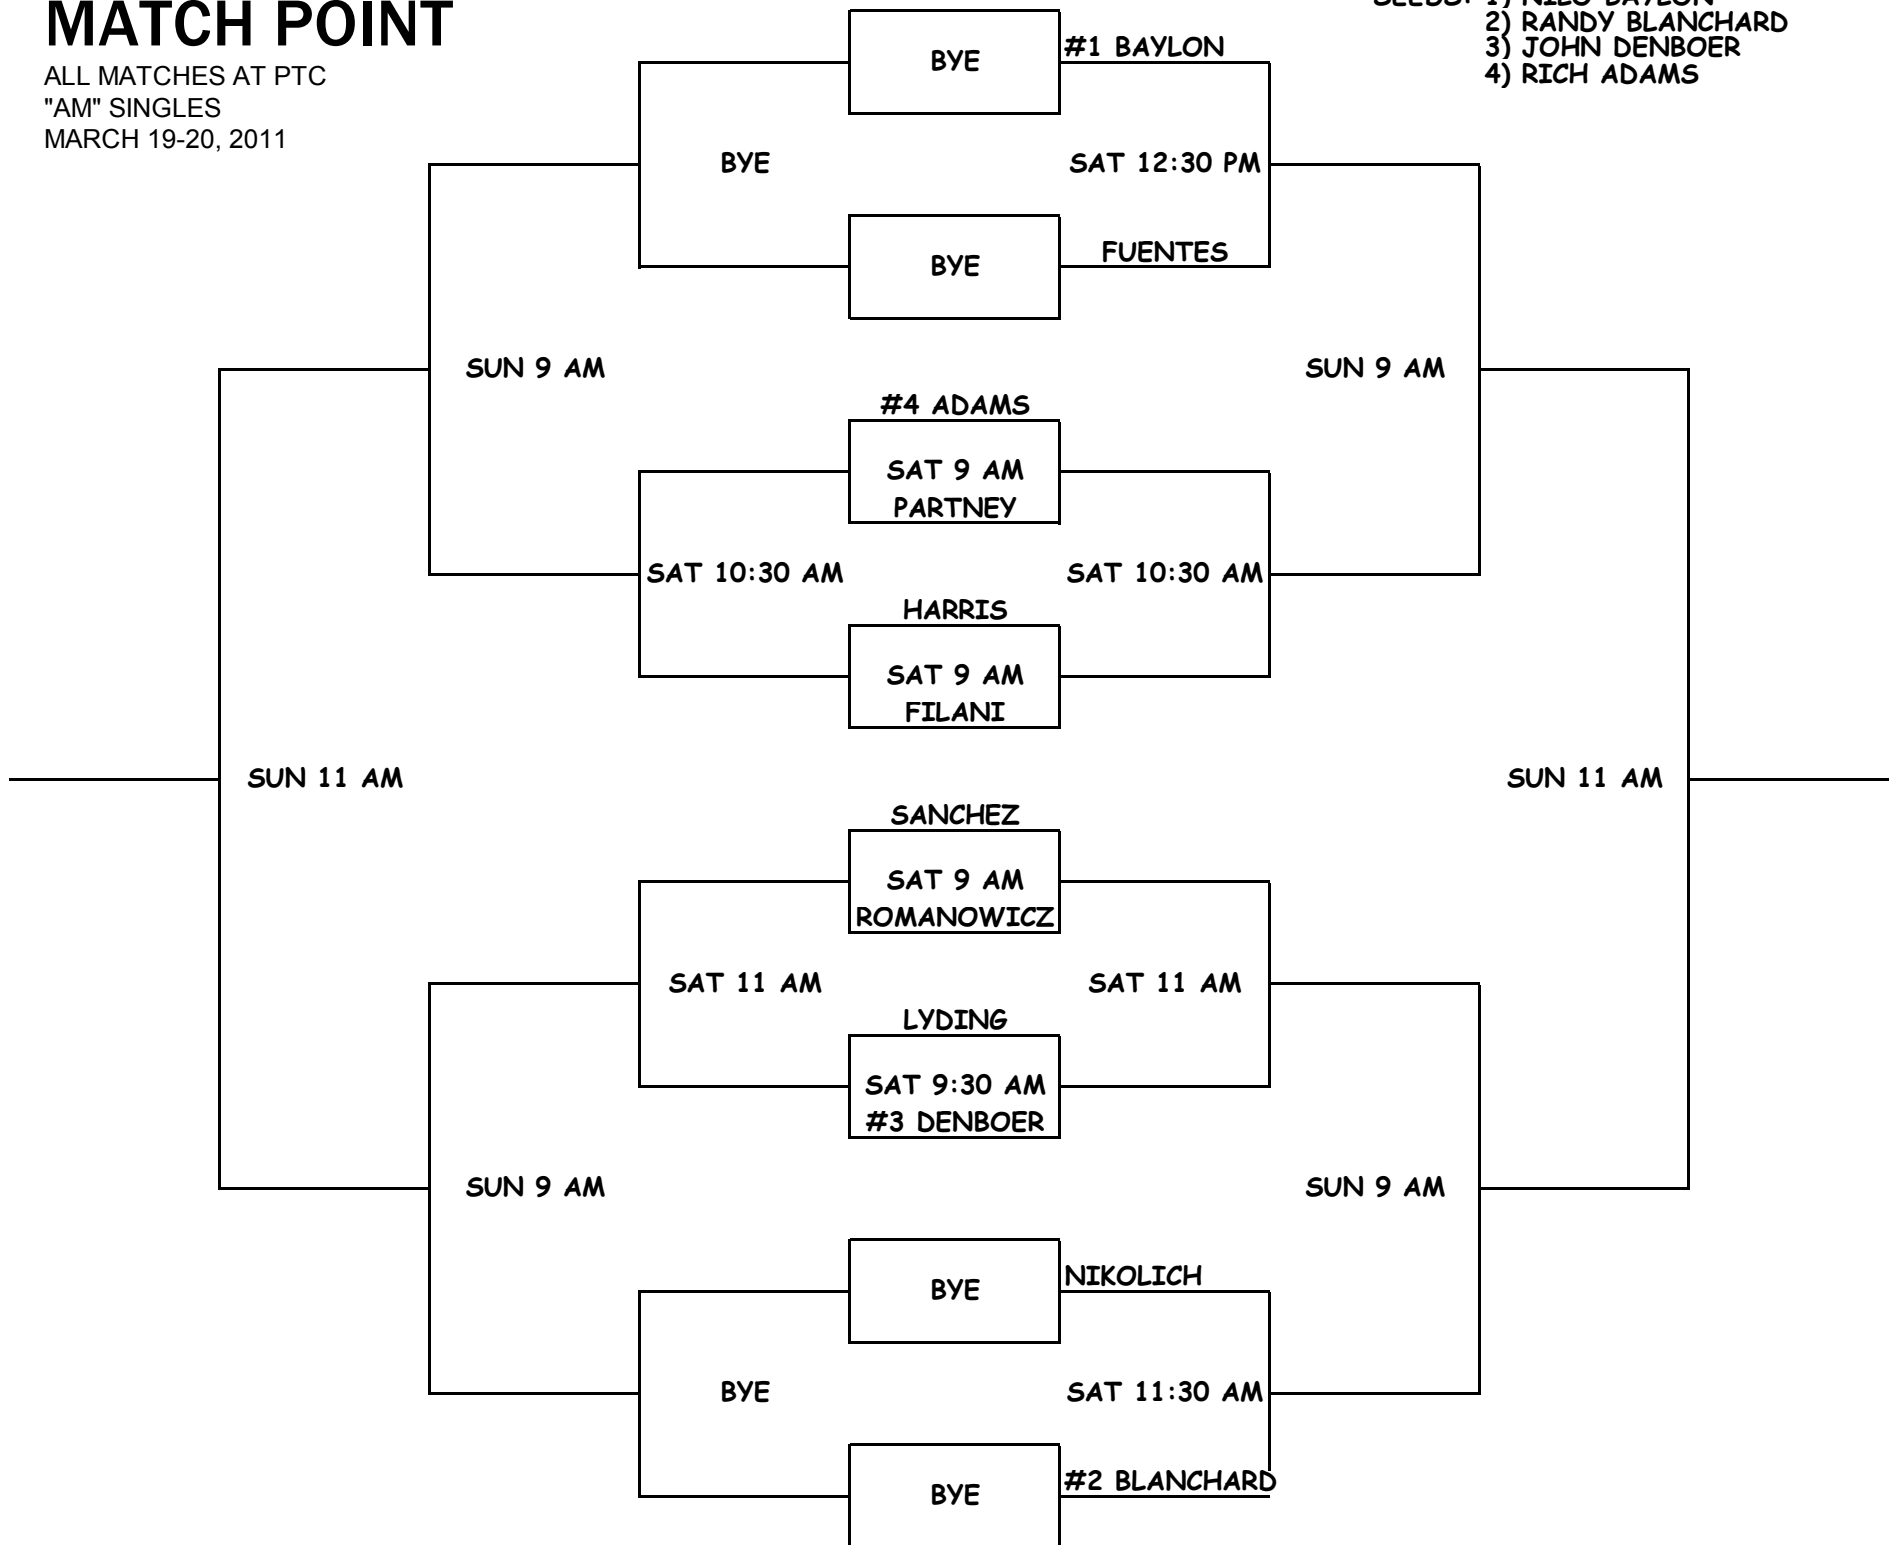 MATCH POINT
SEEDS: 1) NILO BAYLON
2) RANDY BLANCHARD
3) JOHN DENBOER
4) RICH ADAMS
ALL MATCHES AT PTC
"AM" SINGLES
MARCH 19-20, 2011
BYE
#1 BAYLON
BYE
SAT 12:30 PM
BYE
FUENTES
SUN 9 AM
SUN 9 AM
#4 ADAMS
SAT 9 AM
PARTNEY
SAT 10:30 AM
SAT 10:30 AM
HARRIS
SAT 9 AM
FILANI
SUN 11 AM
SUN 11 AM
SANCHEZ
SAT 9 AM
ROMANOWICZ
SAT 11 AM
SAT 11 AM
LYDING
SAT 9:30 AM
#3 DENBOER
SUN 9 AM
SUN 9 AM
BYE
NIKOLICH
BYE
SAT 11:30 AM
BYE
#2 BLANCHARD